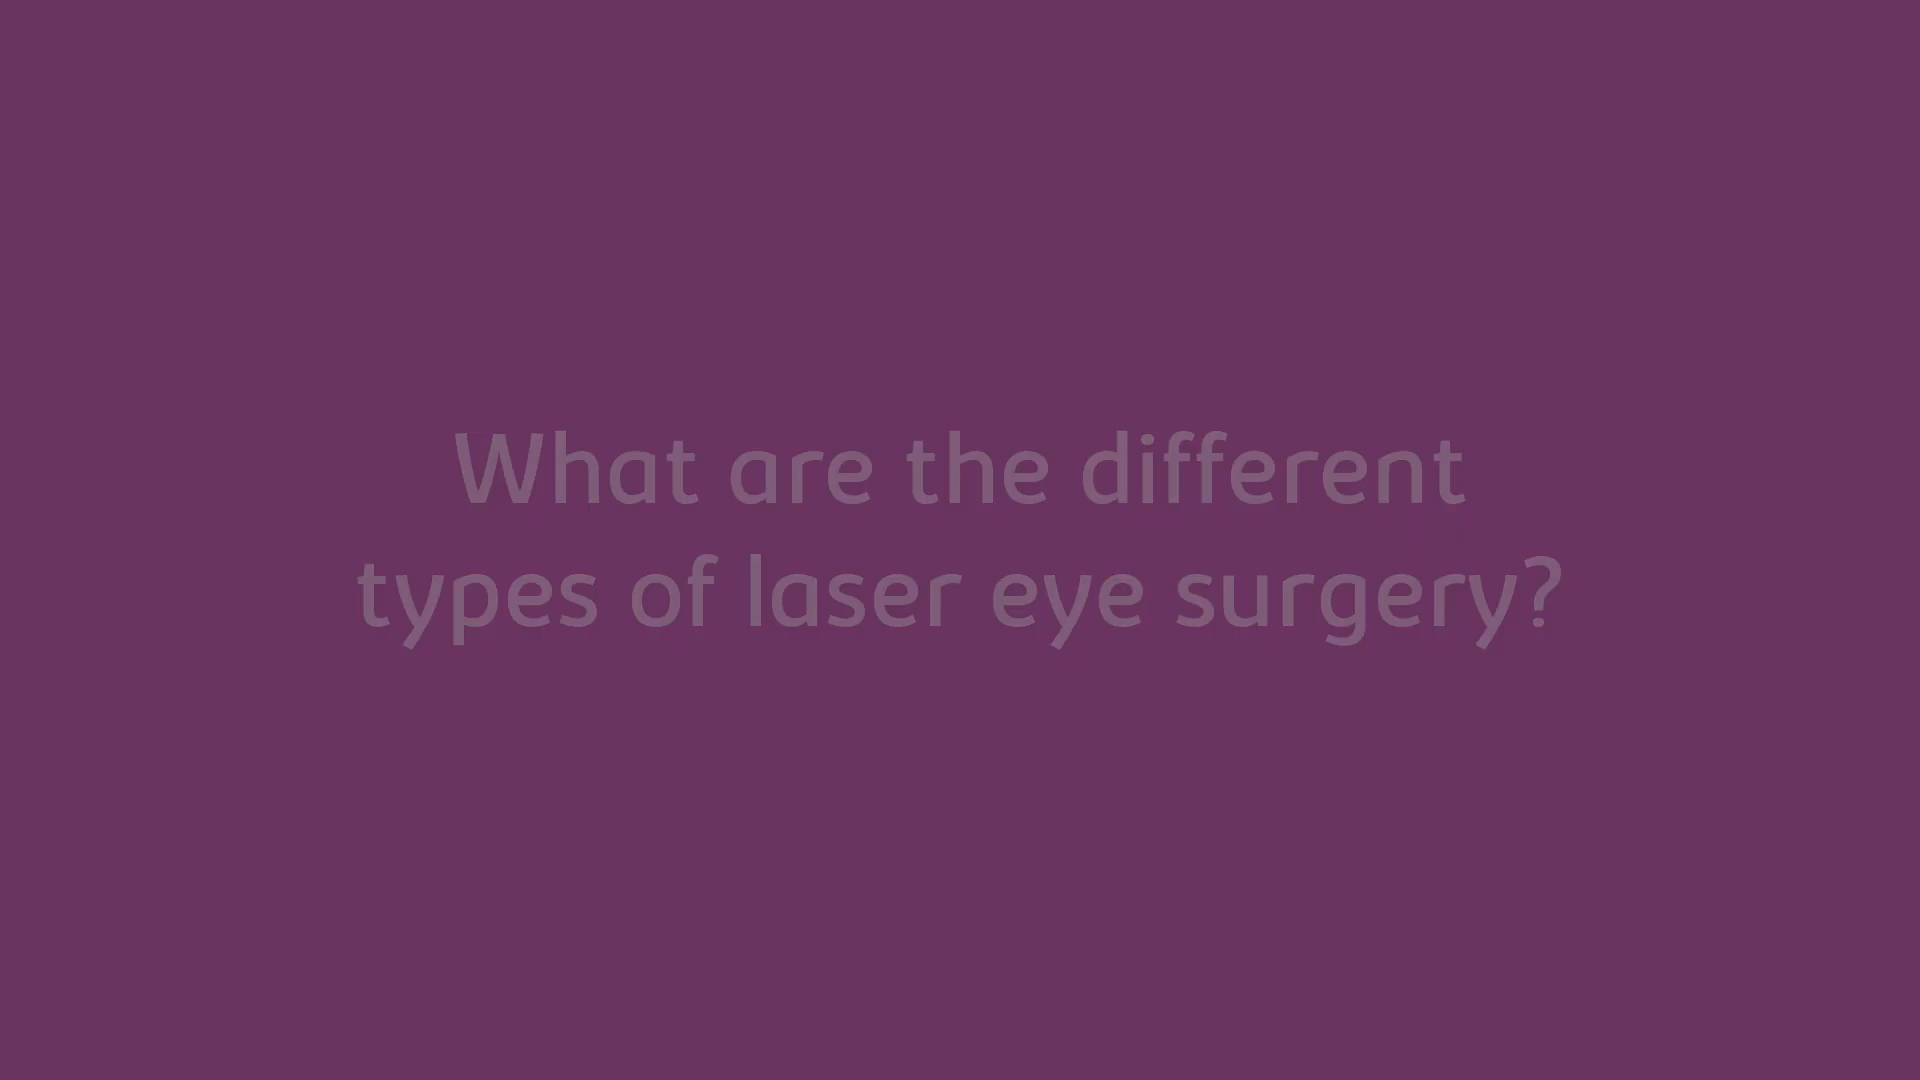 What are the different
types of laser eye surgery?